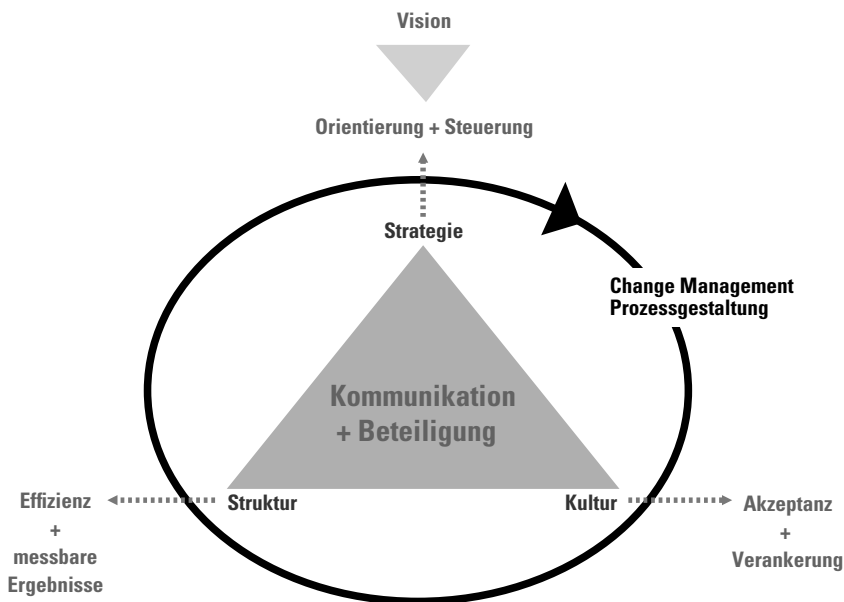 Vision
Orientierung + Steuerung
Strategie
Change Management
Prozessgestaltung
Kommunikation
+ Beteiligung
Effizienz
+
messbare
Ergebnisse
Struktur
Kultur
Akzeptanz
+
Verankerung